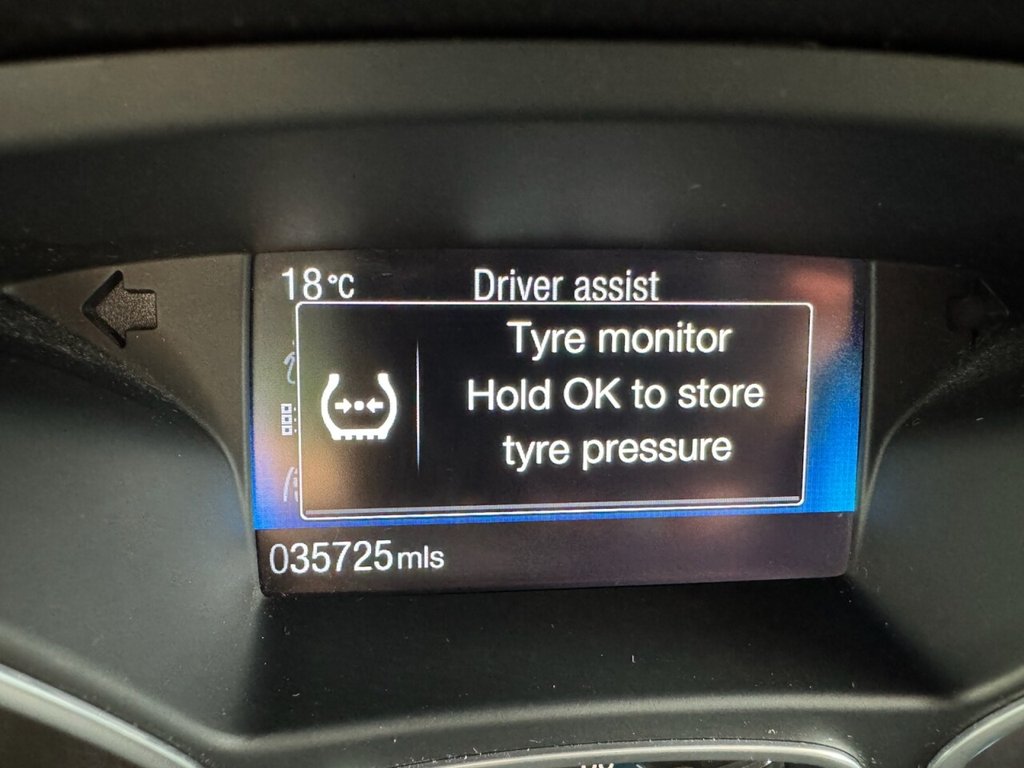 18°C Driver assist
Tyre monitor
Hold OK to store
tyre pressure
035725mls